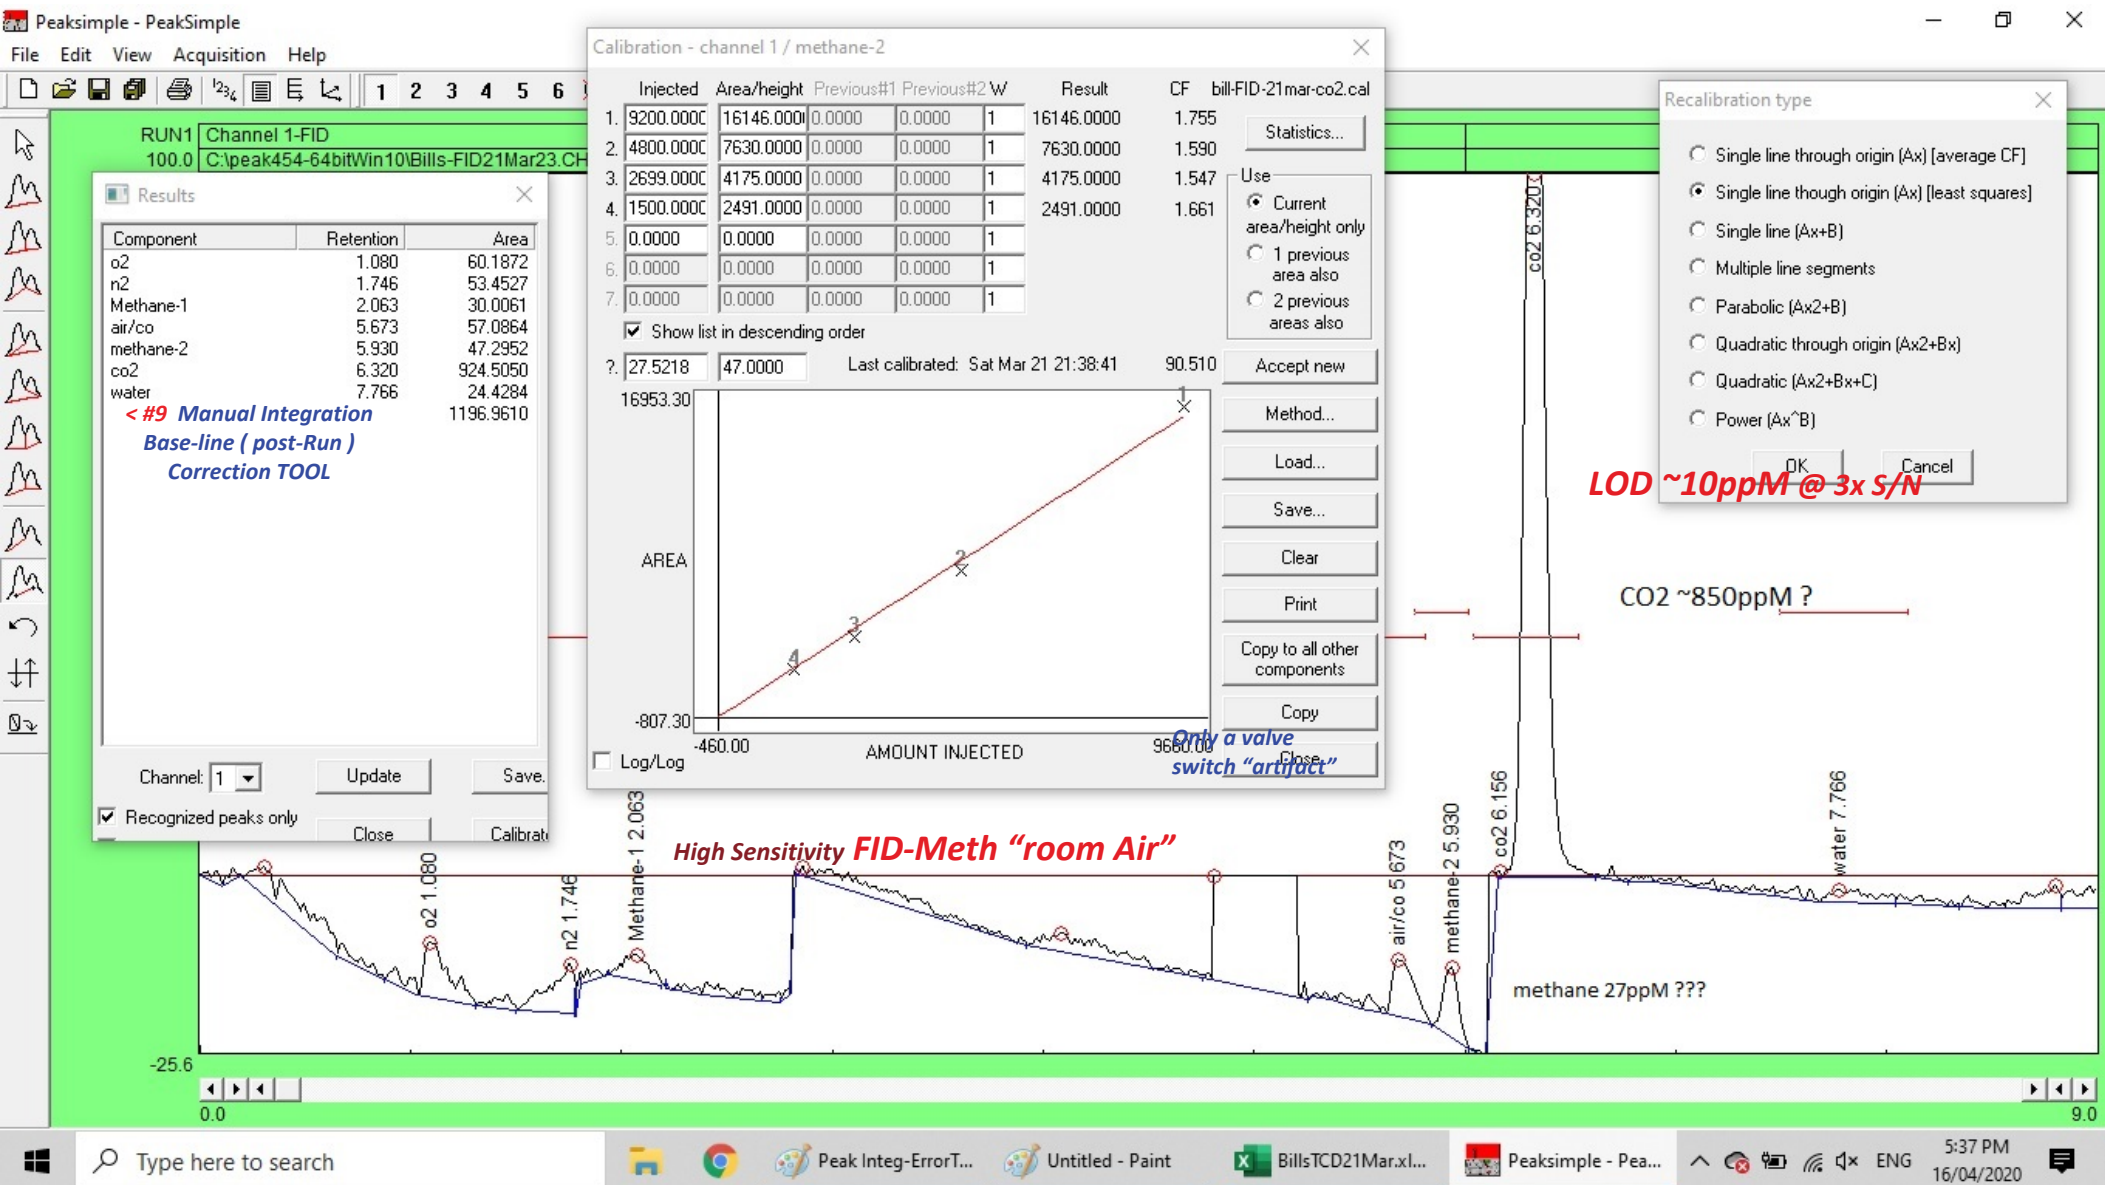 Peaksimple - PeakSimple
File Edit View Acquisition Help
1 2 3 4 5 6
RUN1 Channel 1-FID
100.0 C:\peak454-64bitWin10\Bills-FID21Mar23.CH
Results
Component Retention Area
o2 1.080 60.1872
n2 1.746 53.4527
Methane-1 2.063 30.0061
air/co 5.673 57.0864
methane-2 5.930 47.2952
co2 6.320 924.5050
water 7.766 24.4284
1196.9610
< #9 Manual Integration
Base-line ( post-Run )
Correction TOOL
Channel: 1 Update Save.
Recognized peaks only
Close Calibrat
Calibration - channel 1 / methane-2
Injected Area/height Previous#1 Previous#2 W Result CF bill-FID-21mar-co2.cal
1. 9200.0000 16146.000 0.0000 0.0000 1 16146.0000 1.755
2. 4800.0000 7630.0000 0.0000 0.0000 1 7630.0000 1.590
3. 2699.0000 4175.0000 0.0000 0.0000 1 4175.0000 1.547
4. 1500.0000 2491.0000 0.0000 0.0000 1 2491.0000 1.661
5. 0.0000 0.0000 0.0000 0.0000 1
6. 0.0000 0.0000 0.0000 0.0000 1
7. 0.0000 0.0000 0.0000 0.0000 1
Show list in descending order
?. 27.5218 47.0000 Last calibrated: Sat Mar 21 21:38:41 90.510
Statistics...
Use
Current
area/height only
1 previous
area also
2 previous
areas also
Accept new
Method...
Load...
Save...
Clear
Print
Copy to all other
components
Copy
Close
16953.30
AREA
-807.30
-460.00 AMOUNT INJECTED 9660.00
1
2
3
4
Log/Log
Only a valve
switch “artifact”
Recalibration type
Single line through origin (Ax) [average CF]
Single line though origin (Ax) [least squares]
Single line (Ax+B)
Multiple line segments
Parabolic (Ax2+B)
Quadratic through origin (Ax2+Bx)
Quadratic (Ax2+Bx+C)
Power (Ax^B)
OK Cancel
LOD ~10ppM @ 3x S/N
CO2 ~850ppM ?
co2 6.320
High Sensitivity FID-Meth “room Air”
o2 1.080
n2 1.746
Methane-1 2.063
air/co 5.673
methane-2 5.930
co2 6.156
water 7.766
methane 27ppM ???
-25.6
0.0 9.0
Type here to search
Peak Integ-ErrorT...
Untitled - Paint
BillsTCD21Mar.xl...
Peaksimple - Pea...
ENG
5:37 PM
16/04/2020